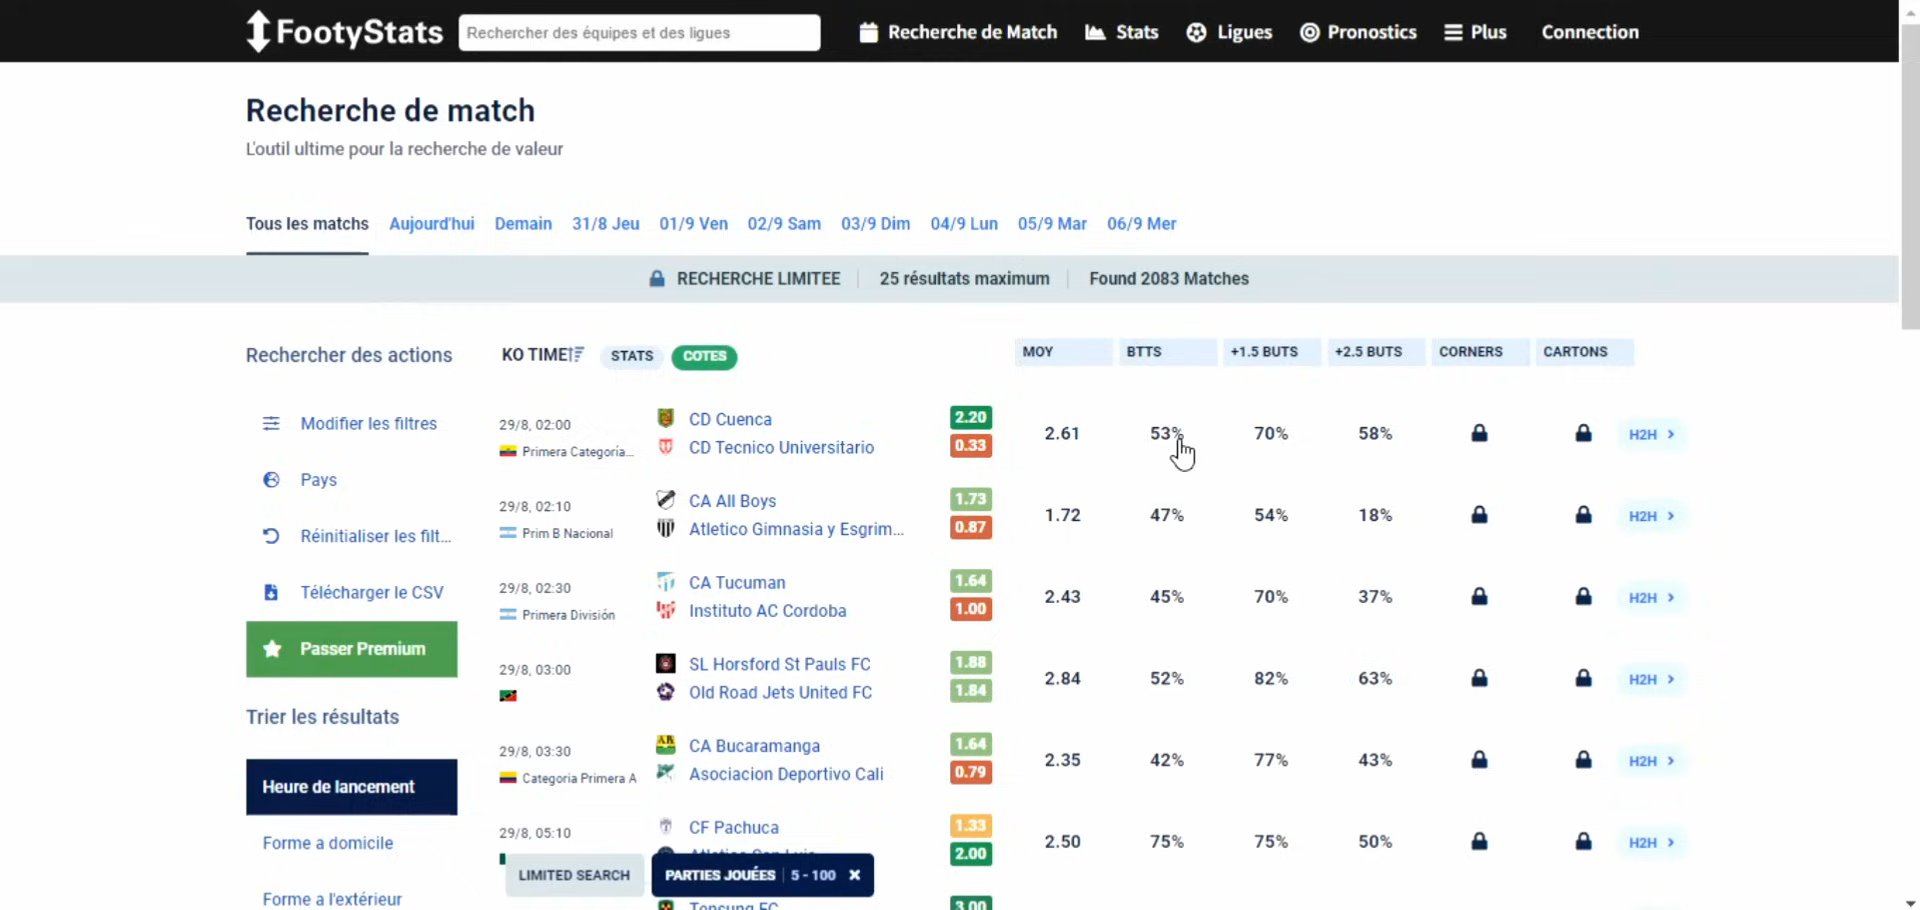 FootyStats
Rechercher des équipes et des ligues
Recherche de Match
Stats
Ligues
Pronostics
Plus
Connection
Recherche de match
L'outil ultime pour la recherche de valeur
Tous les matchs Aujourd'hui Demain 31/8 Jeu 01/9 Ven 02/9 Sam 03/9 Dim 04/9 Lun 05/9 Mar 06/9 Mer
RECHERCHE LIMITEE 25 résultats maximum Found 2083 Matches
Rechercher des actions
Modifier les filtres
Pays
Réinitialiser les filt...
Télécharger le CSV
Passer Premium
Trier les résultats
Heure de lancement
Forme a domicile
Forme a l'extérieur
KO TIME STATS COTES MOY BTTS +1.5 BUTS +2.5 BUTS CORNERS CARTONS
29/8, 02:00
Primera Categoría...
CD Cuenca 2.20
CD Tecnico Universitario 0.33
2.61 53% 70% 58% H2H >
29/8, 02:10
Prim B Nacional
CA All Boys 1.73
Atletico Gimnasia y Esgrim... 0.87
1.72 47% 54% 18% H2H >
29/8, 02:30
Primera División
CA Tucuman 1.64
Instituto AC Cordoba 1.00
2.43 45% 70% 37% H2H >
29/8, 03:00
SL Horsford St Pauls FC 1.88
Old Road Jets United FC 1.84
2.84 52% 82% 63% H2H >
29/8, 03:30
Categoria Primera A
CA Bucaramanga 1.64
Asociacion Deportivo Cali 0.79
2.35 42% 77% 43% H2H >
29/8, 05:10
CF Pachuca 1.33
2.00
2.50 75% 75% 50% H2H >
LIMITED SEARCH
PARTIES JOUÉES 5 - 100 ×
3.00